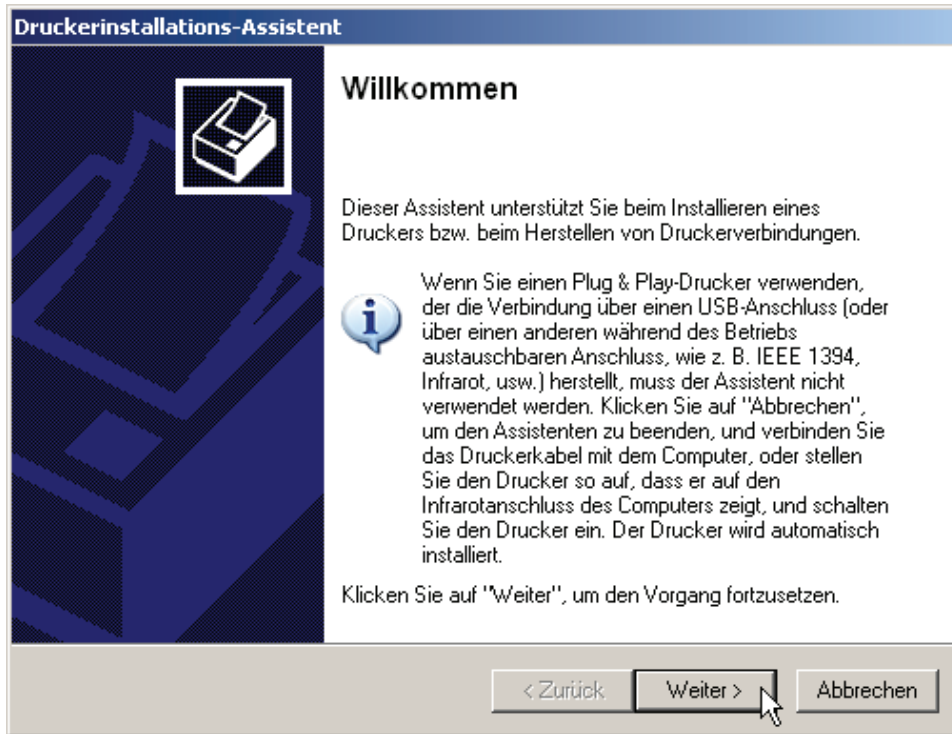 Druckerinstallations-Assistent
Willkommen
Dieser Assistent unterstützt Sie beim Installieren eines
Druckers bzw. beim Herstellen von Druckerverbindungen.
Wenn Sie einen Plug & Play-Drucker verwenden,
der die Verbindung über einen USB-Anschluss (oder
über einen anderen während des Betriebs
austauschbaren Anschluss, wie z. B. IEEE 1394,
Infrarot, usw.) herstellt, muss der Assistent nicht
verwendet werden. Klicken Sie auf "Abbrechen",
um den Assistenten zu beenden, und verbinden Sie
das Druckerkabel mit dem Computer, oder stellen
Sie den Drucker so auf, dass er auf den
Infrarotanschluss des Computers zeigt, und schalten
Sie den Drucker ein. Der Drucker wird automatisch
installiert.
Klicken Sie auf "Weiter", um den Vorgang fortzusetzen.
< Zurück Weiter > Abbrechen